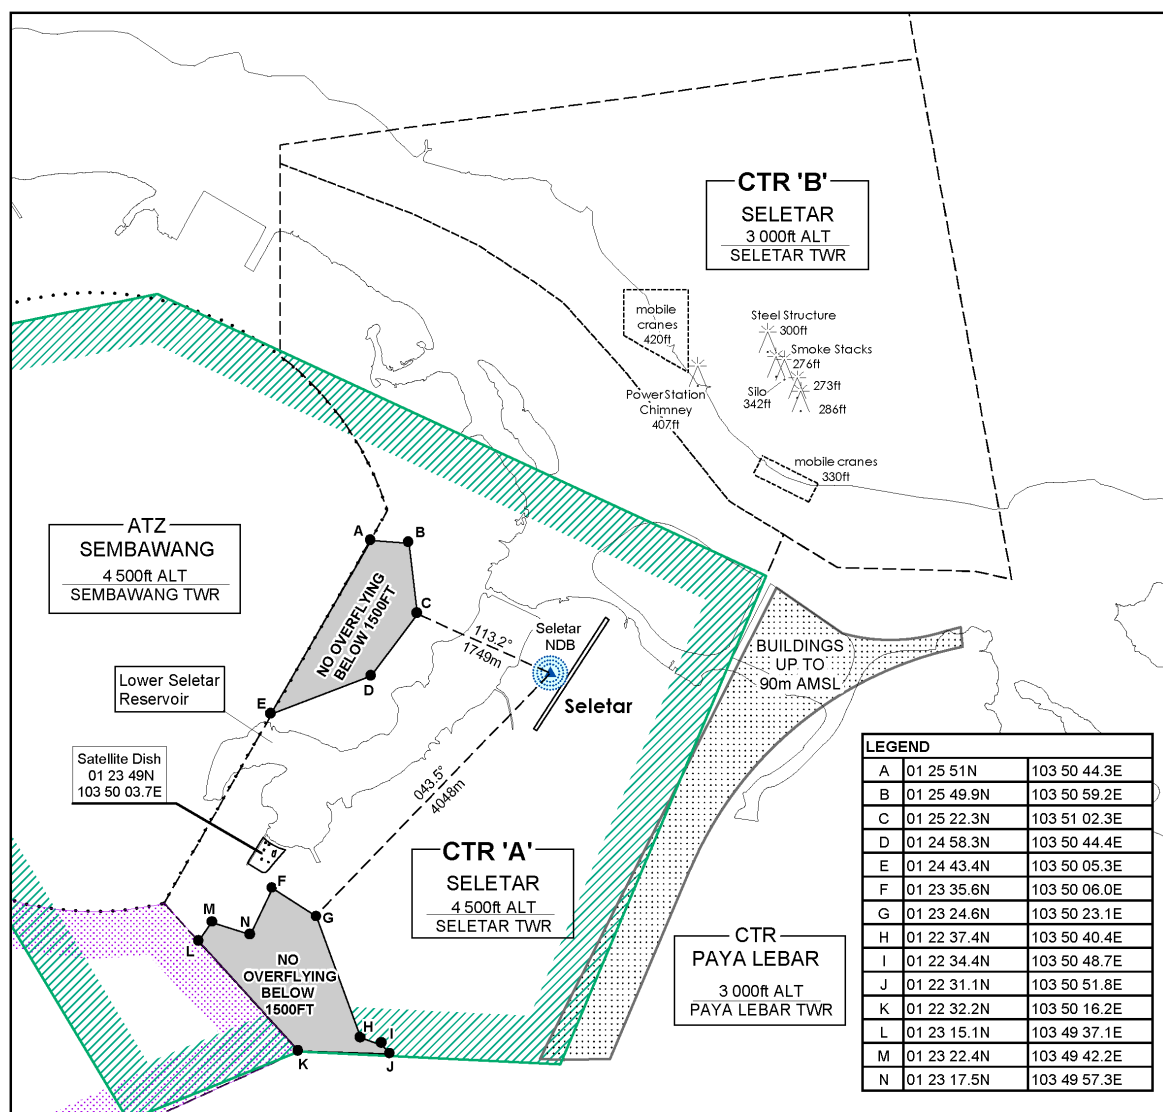 CTR 'B'
SELETAR
3 000ft ALT
SELETAR TWR
mobile
cranes
420ft
Steel Structure
300ft
Smoke Stacks
276ft
Silo
342ft
273ft
286ft
Power Station
Chimney
407ft
mobile cranes
330ft
ATZ
SEMBAWANG
4 500ft ALT
SEMBAWANG TWR
A
B
C
D
E
NO OVERFLYING
BELOW 1500FT
113.2°
1749m
Seletar
NDB
Seletar
BUILDINGS
UP TO
90m AMSL
Lower Seletar
Reservoir
Satellite Dish
01 23 49N
103 50 03.7E
043.5°
4048m
CTR 'A'
SELETAR
4 500ft ALT
SELETAR TWR
F
G
M
N
L
NO
OVERFLYING
BELOW
1500FT
H
I
J
K
CTR
PAYA LEBAR
3 000ft ALT
PAYA LEBAR TWR
LEGEND
A 01 25 51N 103 50 44.3E
B 01 25 49.9N 103 50 59.2E
C 01 25 22.3N 103 51 02.3E
D 01 24 58.3N 103 50 44.4E
E 01 24 43.4N 103 50 05.3E
F 01 23 35.6N 103 50 06.0E
G 01 23 24.6N 103 50 23.1E
H 01 22 37.4N 103 50 40.4E
I 01 22 34.4N 103 50 48.7E
J 01 22 31.1N 103 50 51.8E
K 01 22 32.2N 103 50 16.2E
L 01 23 15.1N 103 49 37.1E
M 01 23 22.4N 103 49 42.2E
N 01 23 17.5N 103 49 57.3E